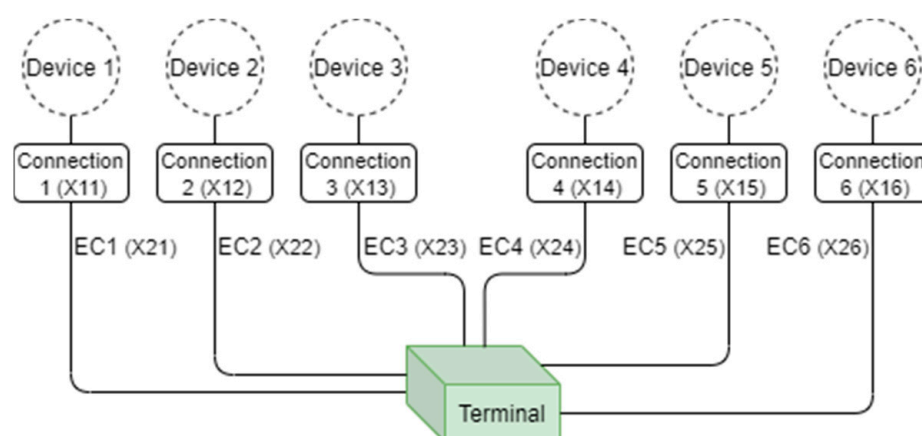 Device 1 Device 2 Device 3 Device 4 Device 5 Device 6
Connection Connection Connection Connection Connection Connection
1 (X11) 2 (X12) 3 (X13) 4 (X14) 5 (X15) 6 (X16)
EC1 (X21) EC2 (X22) EC3 (X23) EC4 (X24) EC5 (X25) EC6 (X26)
Terminal